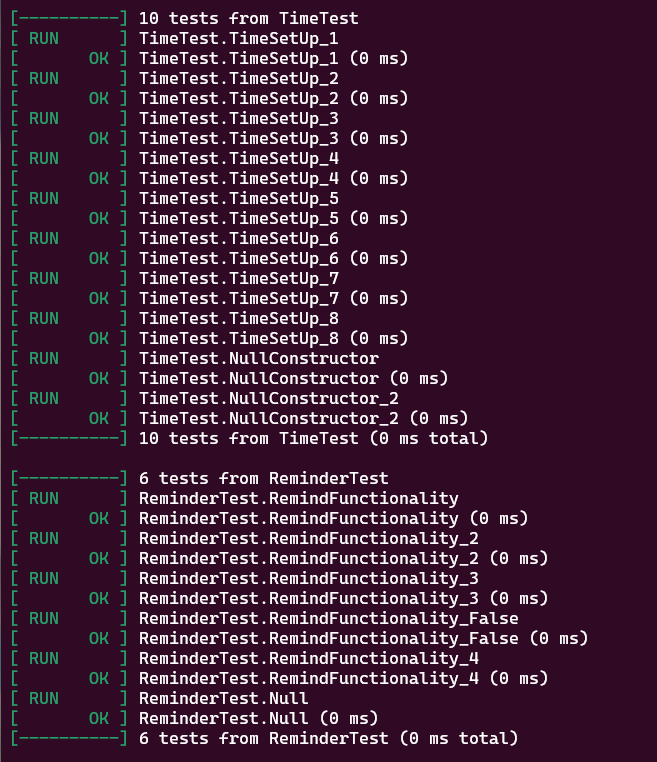 [----------] 10 tests from TimeTest
[ RUN      ] TimeTest.TimeSetUp_1
[       OK ] TimeTest.TimeSetUp_1 (0 ms)
[ RUN      ] TimeTest.TimeSetUp_2
[       OK ] TimeTest.TimeSetUp_2 (0 ms)
[ RUN      ] TimeTest.TimeSetUp_3
[       OK ] TimeTest.TimeSetUp_3 (0 ms)
[ RUN      ] TimeTest.TimeSetUp_4
[       OK ] TimeTest.TimeSetUp_4 (0 ms)
[ RUN      ] TimeTest.TimeSetUp_5
[       OK ] TimeTest.TimeSetUp_5 (0 ms)
[ RUN      ] TimeTest.TimeSetUp_6
[       OK ] TimeTest.TimeSetUp_6 (0 ms)
[ RUN      ] TimeTest.TimeSetUp_7
[       OK ] TimeTest.TimeSetUp_7 (0 ms)
[ RUN      ] TimeTest.TimeSetUp_8
[       OK ] TimeTest.TimeSetUp_8 (0 ms)
[ RUN      ] TimeTest.NullConstructor
[       OK ] TimeTest.NullConstructor (0 ms)
[ RUN      ] TimeTest.NullConstructor_2
[       OK ] TimeTest.NullConstructor_2 (0 ms)
[----------] 10 tests from TimeTest (0 ms total)

[----------] 6 tests from ReminderTest
[ RUN      ] ReminderTest.RemindFunctionality
[       OK ] ReminderTest.RemindFunctionality (0 ms)
[ RUN      ] ReminderTest.RemindFunctionality_2
[       OK ] ReminderTest.RemindFunctionality_2 (0 ms)
[ RUN      ] ReminderTest.RemindFunctionality_3
[       OK ] ReminderTest.RemindFunctionality_3 (0 ms)
[ RUN      ] ReminderTest.RemindFunctionality_False
[       OK ] ReminderTest.RemindFunctionality_False (0 ms)
[ RUN      ] ReminderTest.RemindFunctionality_4
[       OK ] ReminderTest.RemindFunctionality_4 (0 ms)
[ RUN      ] ReminderTest.Null
[       OK ] ReminderTest.Null (0 ms)
[----------] 6 tests from ReminderTest (0 ms total)